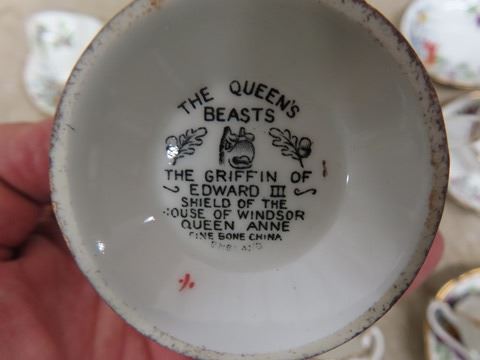 THE QUEEN'S
BEASTS
THE GRIFFIN OF
EDWARD III
SHIELD OF THE
HOUSE OF WINDSOR
QUEEN ANNE
FINE BONE CHINA
ENGLAND